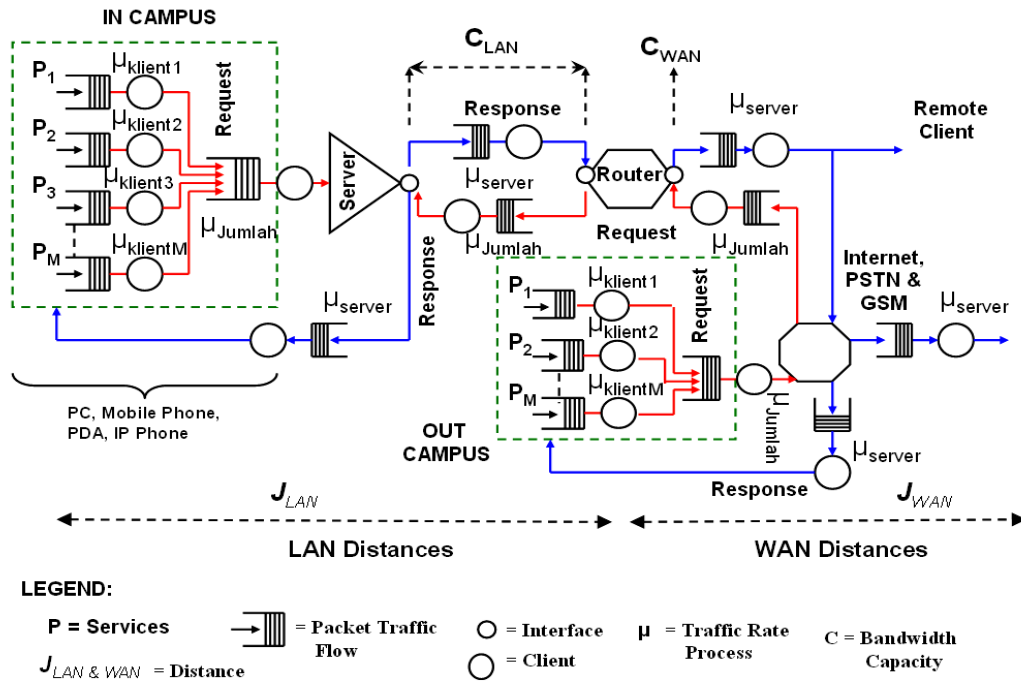 IN CAMPUS
P1
μklient1
P2
μklient2
P3
μklient3
PM
μklientM
Request
μJumlah
Server
CLAN
Response
μserver
μJumlah
Response
μserver
CWAN
Router
Request
μserver
μJumlah
Remote
Client
Internet,
PSTN &
GSM
μserver
P1
μklient1
P2
μklient2
PM
μklientM
Request
μJumlah
μserver
Response
OUT
CAMPUS
PC, Mobile Phone,
PDA, IP Phone
JLAN
JWAN
LAN Distances
WAN Distances
LEGEND:
P = Services
= Packet Traffic
Flow
= Interface
= Client
μ = Traffic Rate
Process
C = Bandwidth
Capacity
JLAN & WAN = Distance